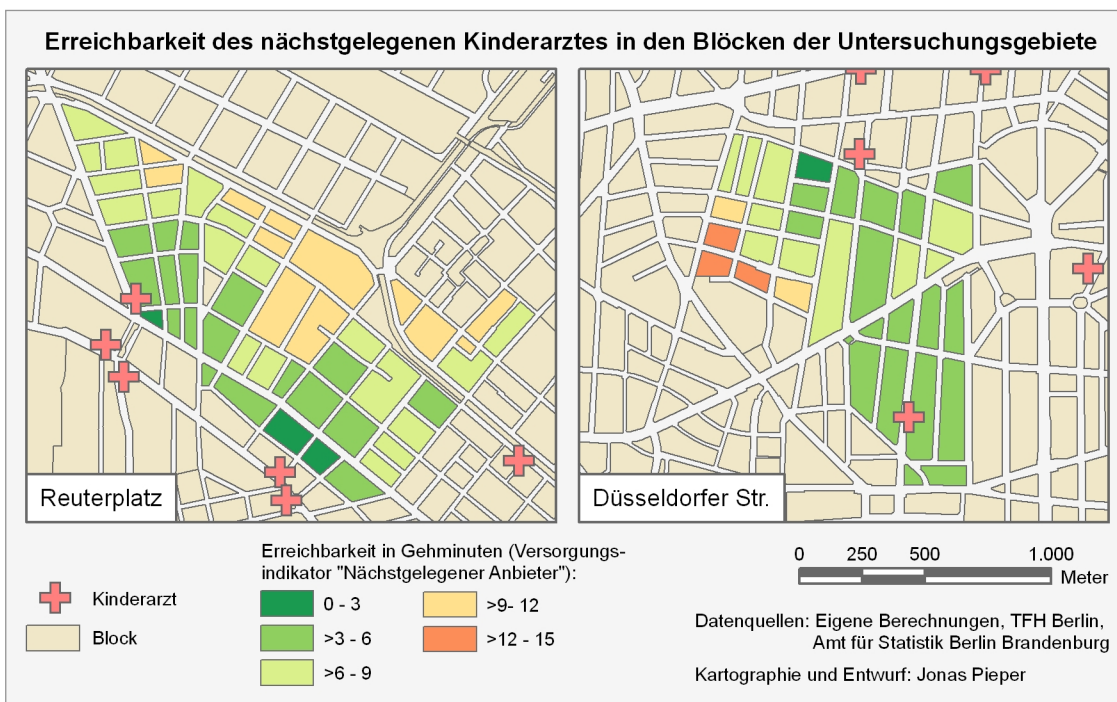 Erreichbarkeit des nächstgelegenen Kinderarztes in den Blöcken der Untersuchungsgebiete
Reuterplatz
Düsseldorfer Str.
Kinderarzt
Block
Erreichbarkeit in Gehminuten (Versorgungs-
indikator "Nächstgelegener Anbieter"):
0 - 3
>3 - 6
>6 - 9
>9- 12
>12 - 15
0 250 500 1.000
Meter
Datenquellen: Eigene Berechnungen, TFH Berlin,
Amt für Statistik Berlin Brandenburg
Kartographie und Entwurf: Jonas Pieper